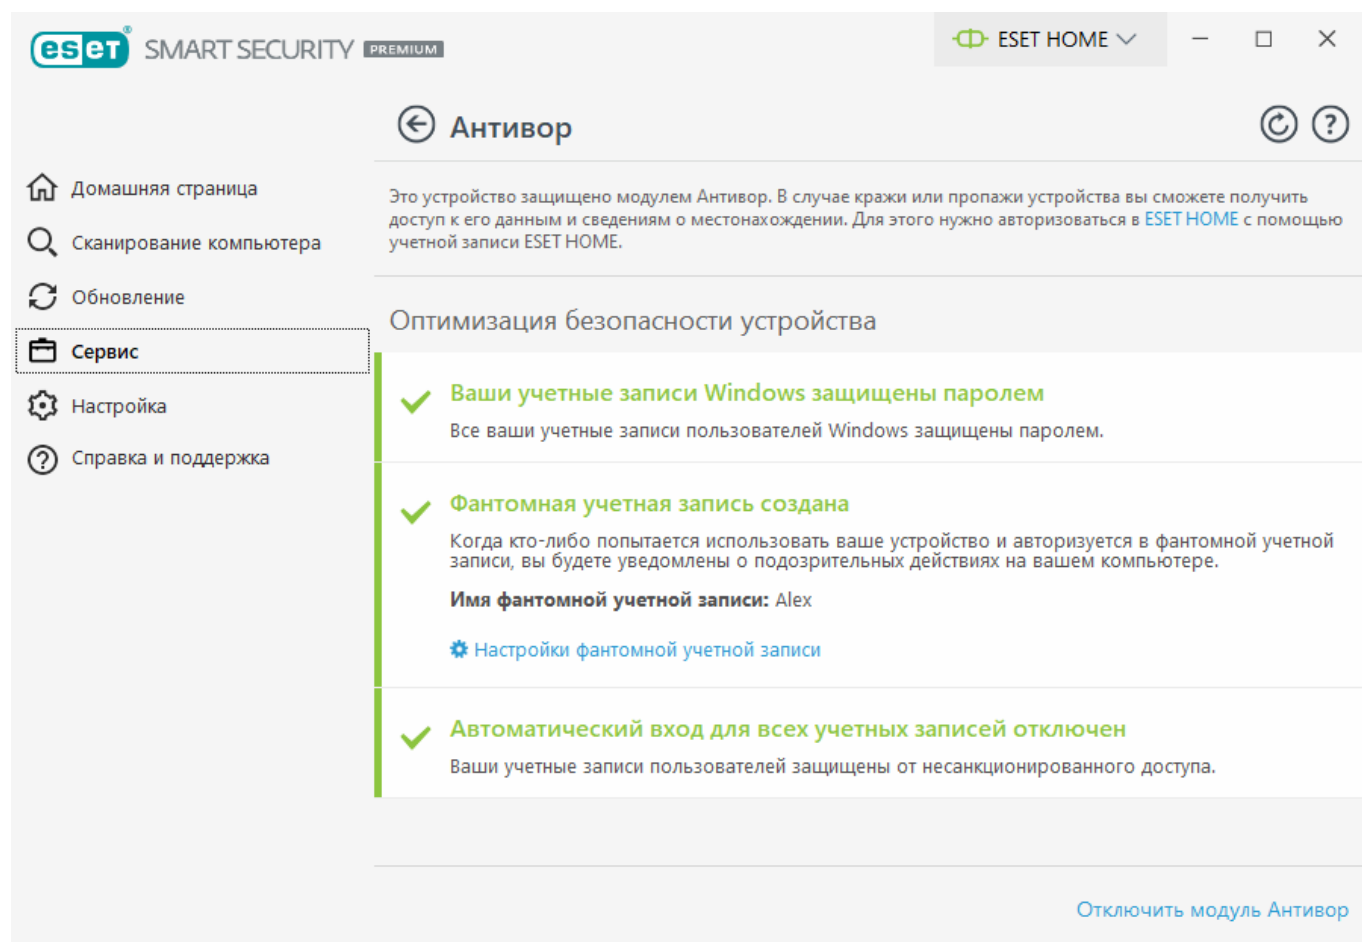 eset® SMART SECURITY PREMIUM
ESET HOME
Антивор
Домашняя страница
Сканирование компьютера
Обновление
Сервис
Настройка
Справка и поддержка
Это устройство защищено модулем Антивор. В случае кражи или пропажи устройства вы сможете получить
доступ к его данным и сведениям о местонахождении. Для этого нужно авторизоваться в ESET HOME с помощью
учетной записи ESET HOME.
Оптимизация безопасности устройства
Ваши учетные записи Windows защищены паролем
Все ваши учетные записи пользователей Windows защищены паролем.
Фантомная учетная запись создана
Когда кто-либо попытается использовать ваше устройство и авторизуется в фантомной учетной
записи, вы будете уведомлены о подозрительных действиях на вашем компьютере.
Имя фантомной учетной записи: Alex
Настройки фантомной учетной записи
Автоматический вход для всех учетных записей отключен
Ваши учетные записи пользователей защищены от несанкционированного доступа.
Отключить модуль Антивор